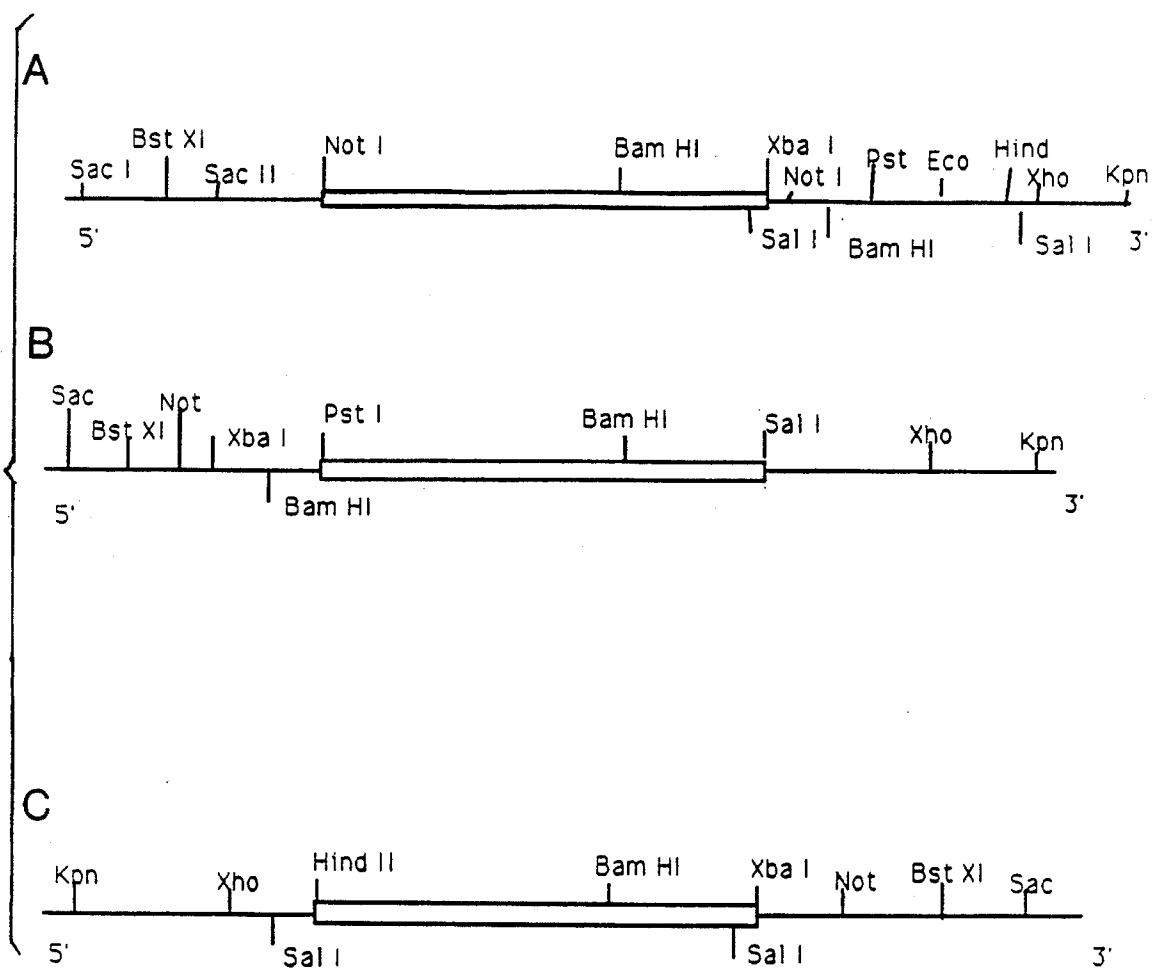 A
Sac I
Bst XI
Sac II
Not I
Bam HI
Xba I
Not I
Pst
Eco
Hind
Xho
Kpn
5'
Sal I
Bam HI
Sal I
3'
B
Sac
Bst XI
Not
Xba I
Pst I
Bam HI
Sal I
Xho
Kpn
5'
Bam HI
3'
C
Kpn
Xho
Hind II
Bam HI
Xba I
Not
Bst XI
Sac
5'
Sal I
Sal I
3'